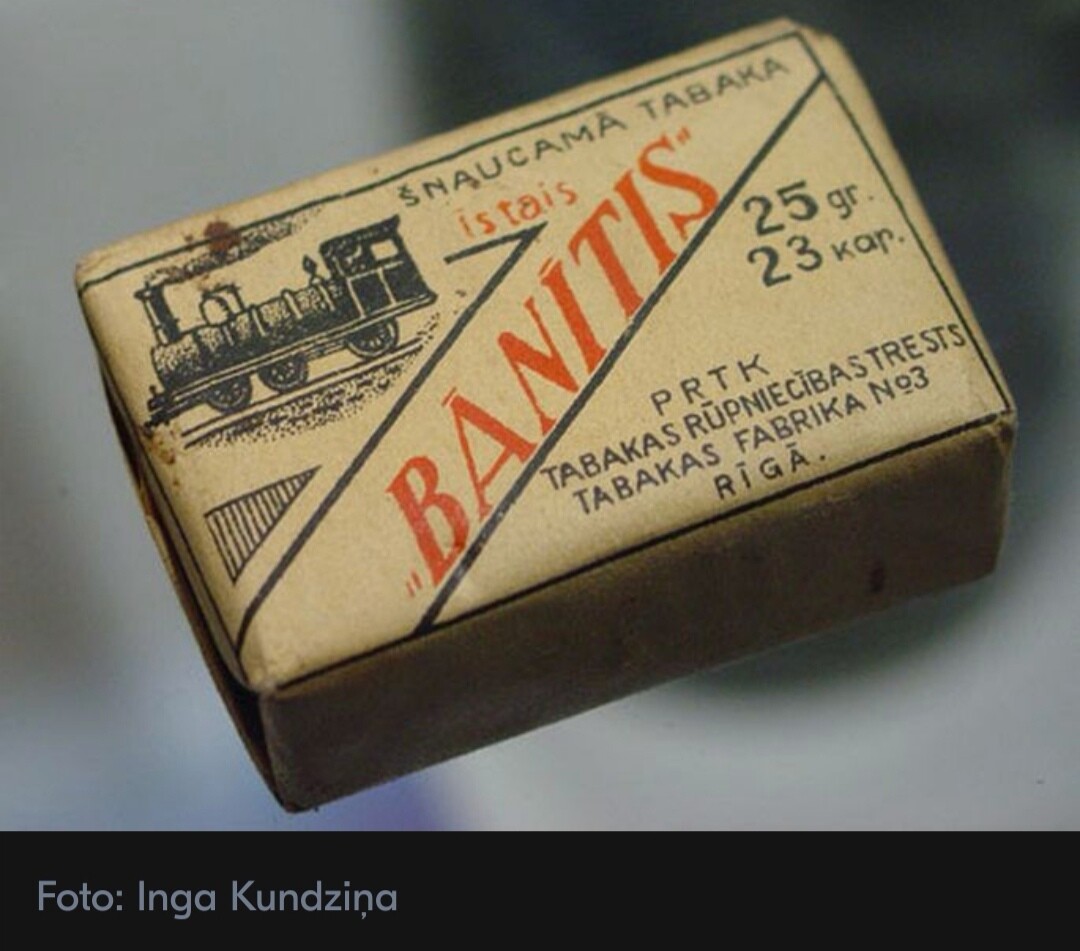 ŠŅAUCAMĀ TABAKA
īstais
„BĀNĪTIS”
25 gr.
23 kap.
PRTK
TABAKAS RŪPNIECĪBAS TRESTS
TABAKAS FABRIKA №3
RĪGĀ.
Foto: Inga Kundziņa